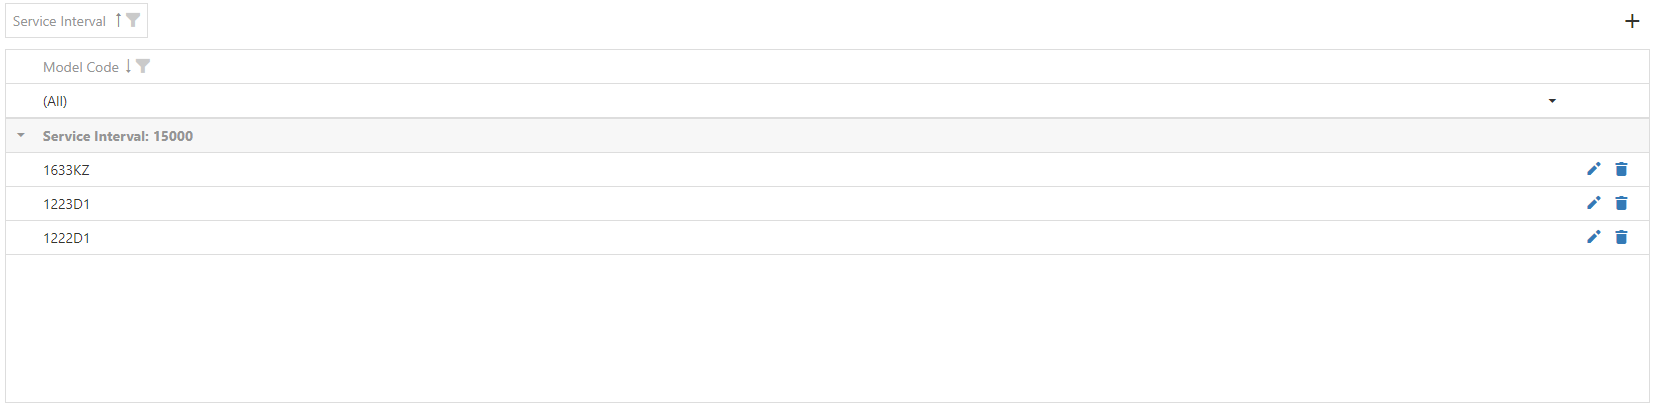 Service Interval
Model Code
(All)
Service Interval: 15000
1633KZ
1223D1
1222D1